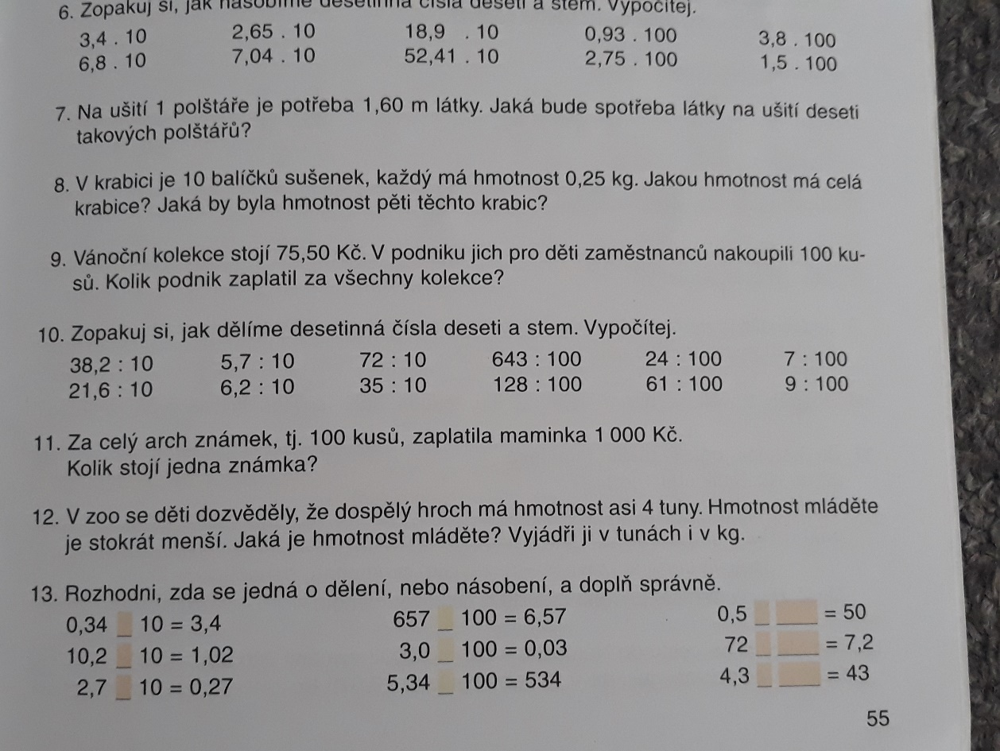 6. Zopakuj si, jak násobíme desetinná čísla deseti a stem. Vypočítej.
3,4 . 10 2,65 . 10 18,9 . 10 0,93 . 100 3,8 . 100
6,8 . 10 7,04 . 10 52,41 . 10 2,75 . 100 1,5 . 100
7. Na ušití 1 polštáře je potřeba 1,60 m látky. Jaká bude spotřeba látky na ušití deseti
takových polštářů?
8. V krabici je 10 balíčků sušenek, každý má hmotnost 0,25 kg. Jakou hmotnost má celá
krabice? Jaká by byla hmotnost pěti těchto krabic?
9. Vánoční kolekce stojí 75,50 Kč. V podniku jich pro děti zaměstnanců nakoupili 100 ku-
sů. Kolik podnik zaplatil za všechny kolekce?
10. Zopakuj si, jak dělíme desetinná čísla deseti a stem. Vypočítej.
38,2 : 10 5,7 : 10 72 : 10 643 : 100 24 : 100 7 : 100
21,6 : 10 6,2 : 10 35 : 10 128 : 100 61 : 100 9 : 100
11. Za celý arch známek, tj. 100 kusů, zaplatila maminka 1 000 Kč.
Kolik stojí jedna známka?
12. V zoo se děti dozvěděly, že dospělý hroch má hmotnost asi 4 tuny. Hmotnost mláděte
je stokrát menší. Jaká je hmotnost mláděte? Vyjádři ji v tunách i v kg.
13. Rozhodni, zda se jedná o dělení, nebo násobení, a doplň správně.
0,34 _ 10 = 3,4 657 _ 100 = 6,57 0,5 _ __ = 50
10,2 _ 10 = 1,02 3,0 _ 100 = 0,03 72 _ __ = 7,2
2,7 _ 10 = 0,27 5,34 _ 100 = 534 4,3 _ __ = 43
55